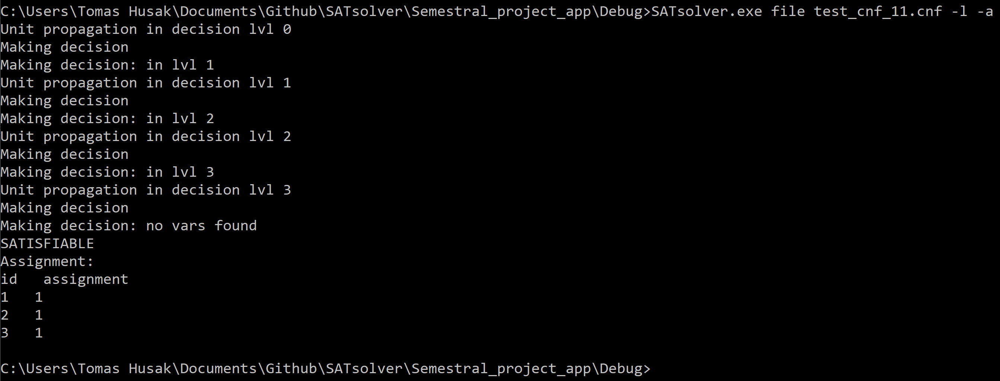 C:\Users\Tomas Husak\Documents\Github\SATsolver\Semestral_project_app\Debug>SATsolver.exe file test_cnf_11.cnf -l -a
Unit propagation in decision lvl 0
Making decision
Making decision: in lvl 1
Unit propagation in decision lvl 1
Making decision
Making decision: in lvl 2
Unit propagation in decision lvl 2
Making decision
Making decision: in lvl 3
Unit propagation in decision lvl 3
Making decision
Making decision: no vars found
SATISFIABLE
Assignment:
id   assignment
1   1
2   1
3   1
C:\Users\Tomas Husak\Documents\Github\SATsolver\Semestral_project_app\Debug>